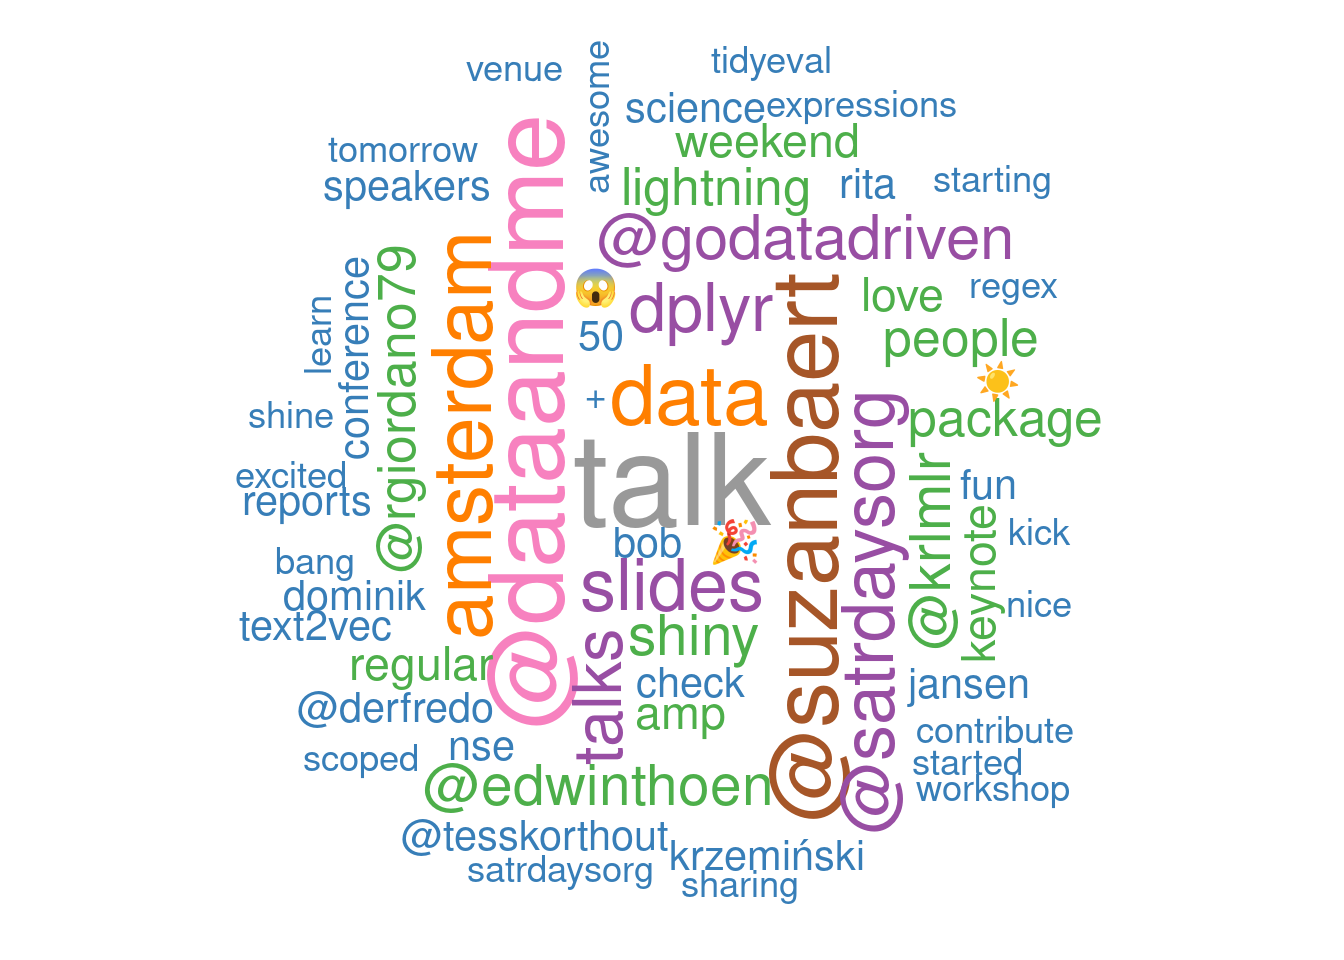 tidyeval
venue
awesome
science
expressions
weekend
tomorrow
speakers
lightning
rita
starting
@dataandme
@godatadriven
amsterdam
@rgiordano79
conference
learn
😱
dplyr
@suzanbaert
love
regex
50
people
☀️
+
data
@satrdaysorg
package
shine
talk
excited
reports
@krlmlr
fun
keynote
kick
bob
🎉
bang
dominik
slides
nice
text2vec
talks
shiny
regular
check
jansen
@derfredo
amp
nse
contribute
scoped
started
@edwinthoen
workshop
@tesskorthout
krzemiński
satrdaysorg
sharing